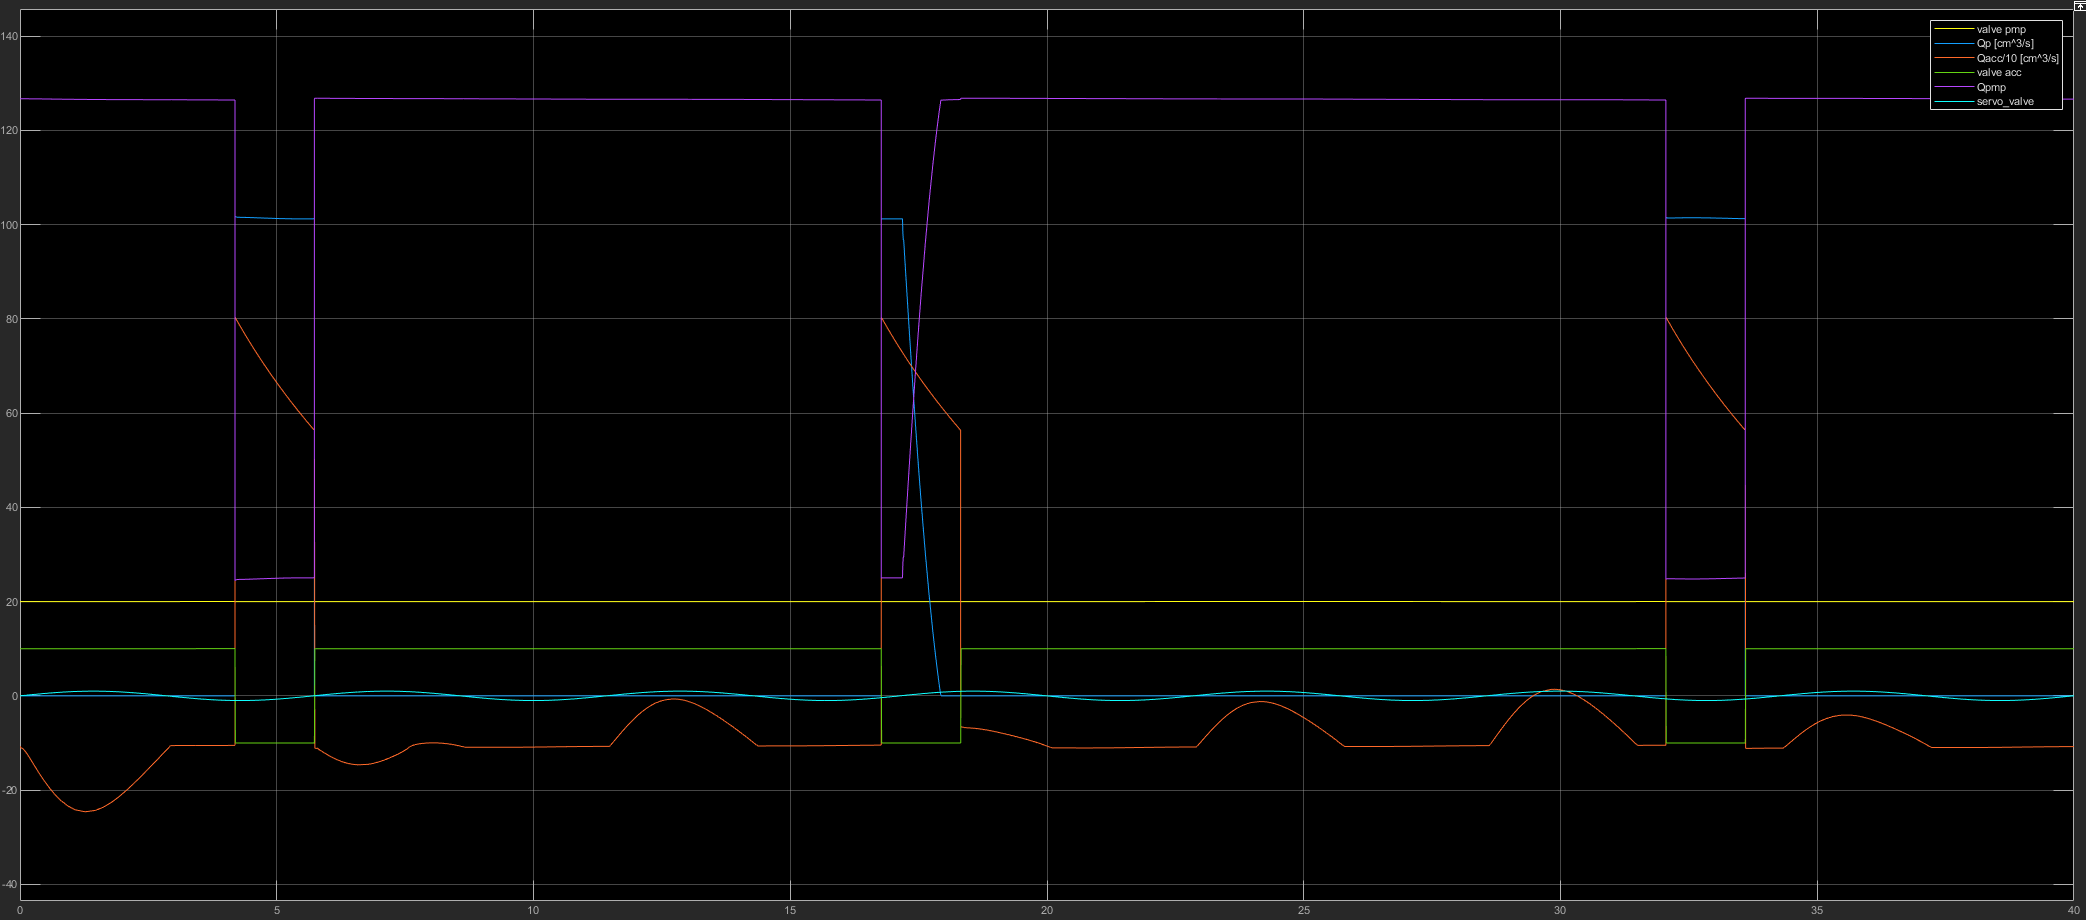 valve pmp
Qp [cm^3/s]
Qacc/10 [cm^3/s]
valve acc
Qpmp
servo_valve
140
120
100
80
60
40
20
0
-20
-40
0 5 10 15 20 25 30 35 40